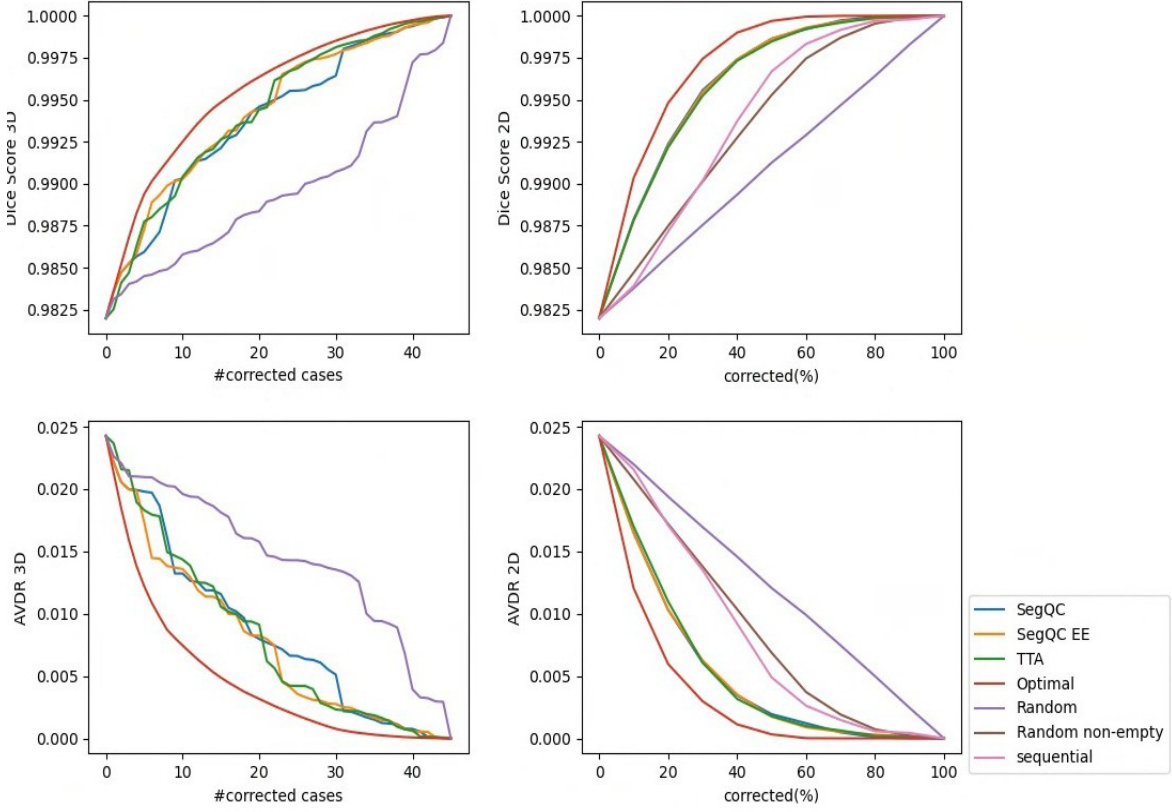 1.0000
0.9975
0.9950
0.9925
0.9900
0.9875
0.9850
0.9825
Dice Score 3D
0 10 20 30 40
#corrected cases
1.0000
0.9975
0.9950
0.9925
0.9900
0.9875
0.9850
0.9825
Dice Score 2D
0 20 40 60 80 100
corrected(%)
0.025
0.020
0.015
0.010
0.005
0.000
AVDR 3D
0 10 20 30 40
#corrected cases
0.025
0.020
0.015
0.010
0.005
0.000
AVDR 2D
0 20 40 60 80 100
corrected(%)
SegQC
SegQC EE
TTA
Optimal
Random
Random non-empty
sequential